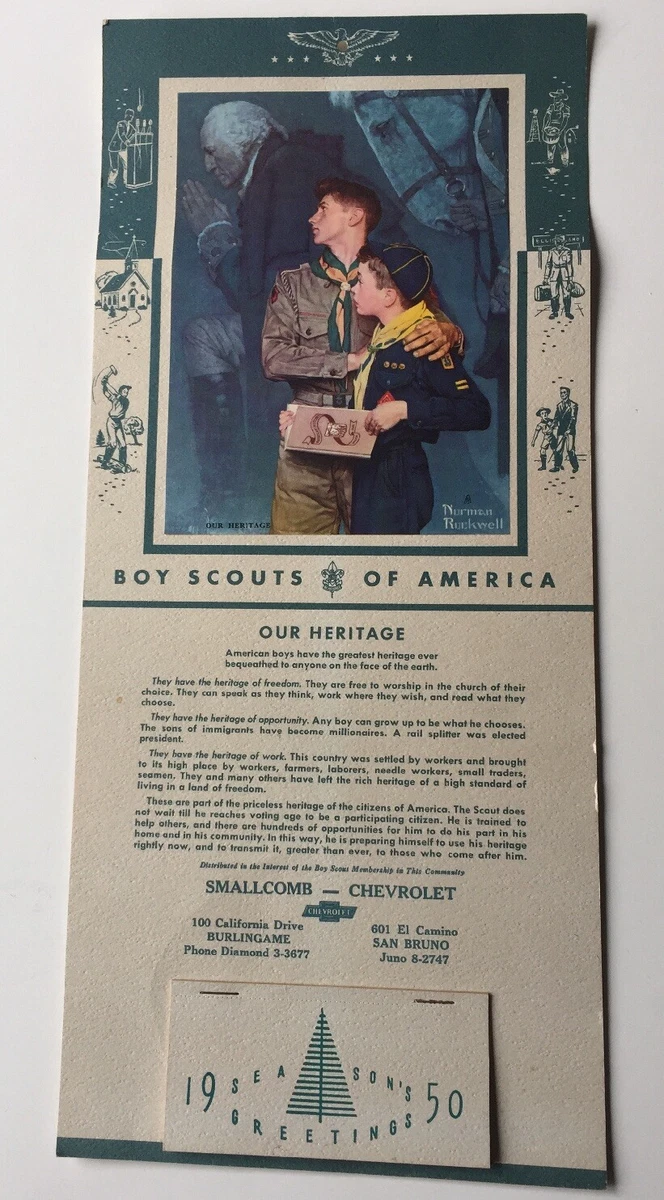 OUR HERITAGE
Norman
Rockwell
BOY SCOUTS OF AMERICA
OUR HERITAGE
American boys have the greatest heritage ever
bequeathed to anyone on the face of the earth.
They have the heritage of freedom. They are free to worship in the church of their
choice. They can speak as they think, work where they wish, and read what they
choose.
They have the heritage of opportunity. Any boy can grow up to be what he chooses.
The sons of immigrants have become millionaires. A rail splitter was elected
president.
They have the heritage of work. This country was settled by workers and brought
to its high place by workers, farmers, laborers, needle workers, small traders,
seamen. They and many others have left the rich heritage of a high standard of
living in a land of freedom.
These are part of the priceless heritage of the citizens of America. The Scout does
not wait till he reaches voting age to be a participating citizen. He is trained to
help others, and there are hundreds of opportunities for him to do his part in his
home and in his community. In this way, he is preparing himself to use his heritage
rightly now, and to transmit it, greater than ever, to those who come after him.
Distributed in the Interest of the Boy Scout Membership in This Community
SMALLCOMB — CHEVROLET
CHEVROLET
100 California Drive
BURLINGAME
Phone Diamond 3-3677
601 El Camino
SAN BRUNO
Juno 8-2747
19 SEASON'S 50
GREETINGS